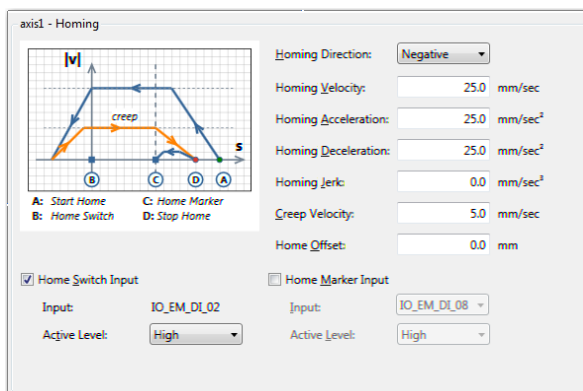 axis1 - Homing
|v|
creep
s
B
C
D
A
A: Start Home
C: Home Marker
B: Home Switch
D: Stop Home
Homing Direction: Negative
Homing Velocity: 25.0 mm/sec
Homing Acceleration: 25.0 mm/sec²
Homing Deceleration: 25.0 mm/sec²
Homing Jerk: 0.0 mm/sec³
Creep Velocity: 5.0 mm/sec
Home Offset: 0.0 mm
Home Switch Input
Input: IO_EM_DI_02
Active Level: High
Home Marker Input
Input: IO_EM_DI_08
Active Level: High